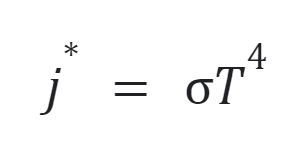 j* = σT⁴